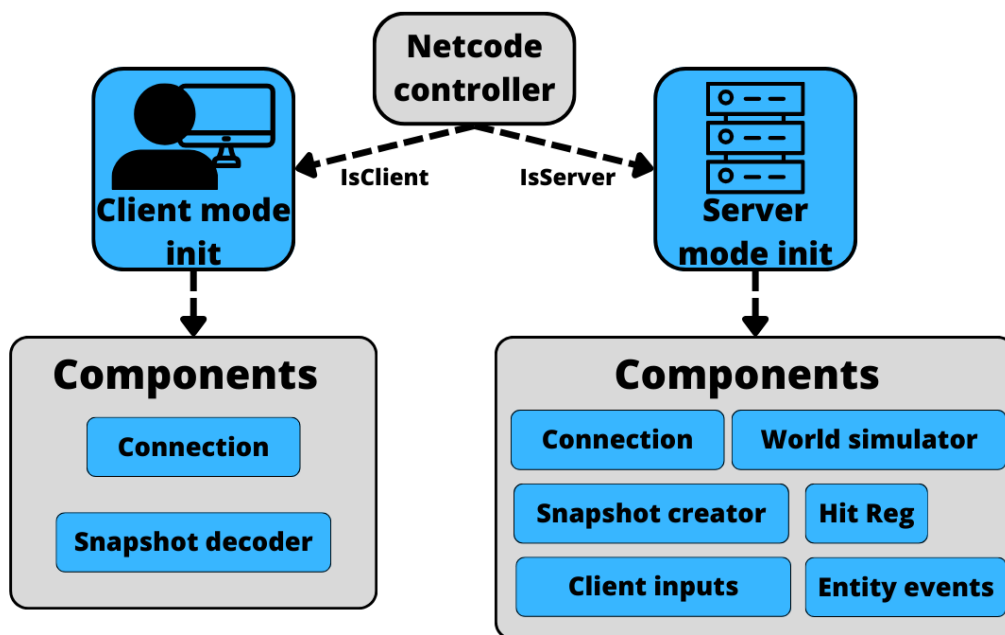 Netcode
controller
IsClient
IsServer
Client mode
init
Server
mode init
Components
Connection
Snapshot decoder
Components
Connection
World simulator
Snapshot creator
Hit Reg
Client inputs
Entity events